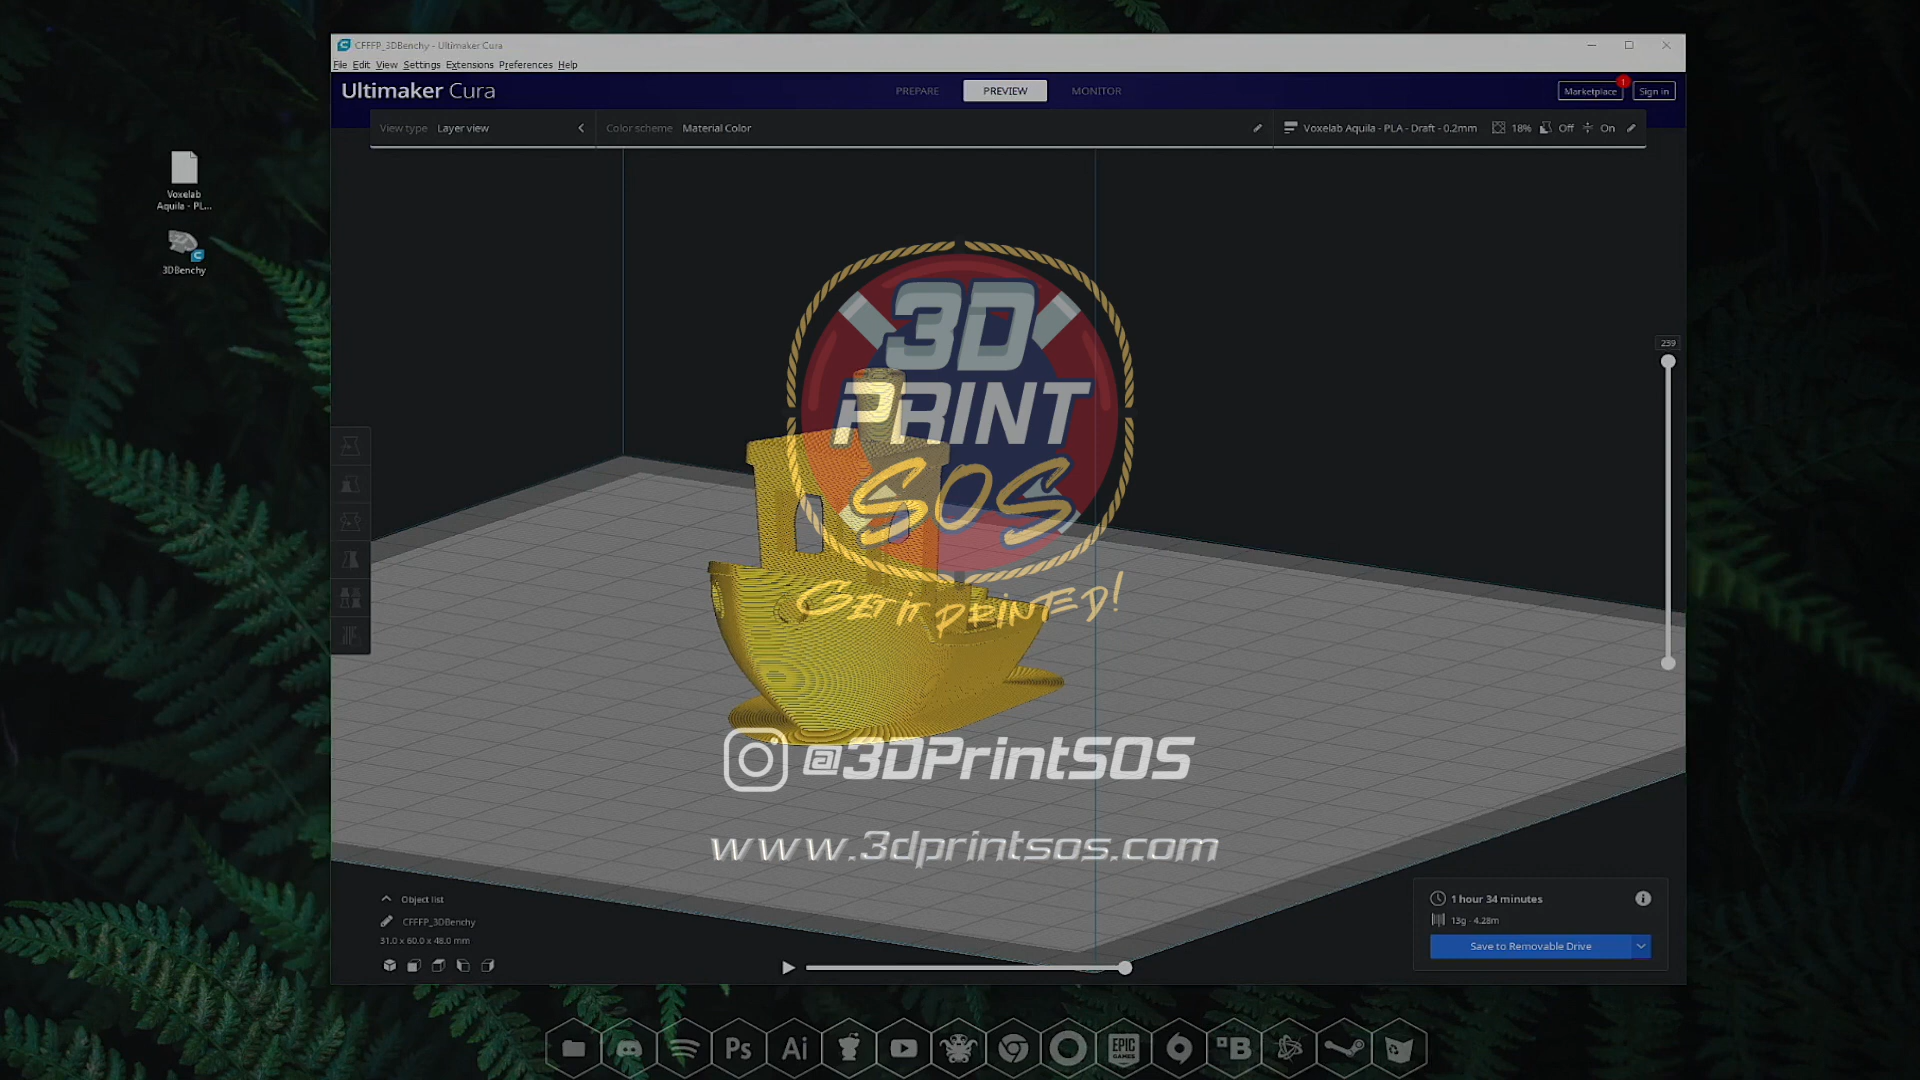 CFFFP_3DBenchy - Ultimaker Cura
File Edit View Settings Extensions Preferences Help
Ultimaker Cura
PREPARE
PREVIEW
MONITOR
Marketplace
1
Sign in
View type Layer view
Color scheme Material Color
Voxelab Aquila - PLA - Draft - 0.2mm
18%
Off
On
Voxelab
Aquila - PL...
3DBenchy
239
3D
PRINT
SOS
GET IT PRINTED!
@3DPrintSOS
www.3dprintsos.com
Object list
CFFFP_3DBenchy
31.0 x 60.0 x 48.0 mm
1 hour 34 minutes
13g · 4.28m
Save to Removable Drive
Ps
Ai
EPIC
GAMES
B